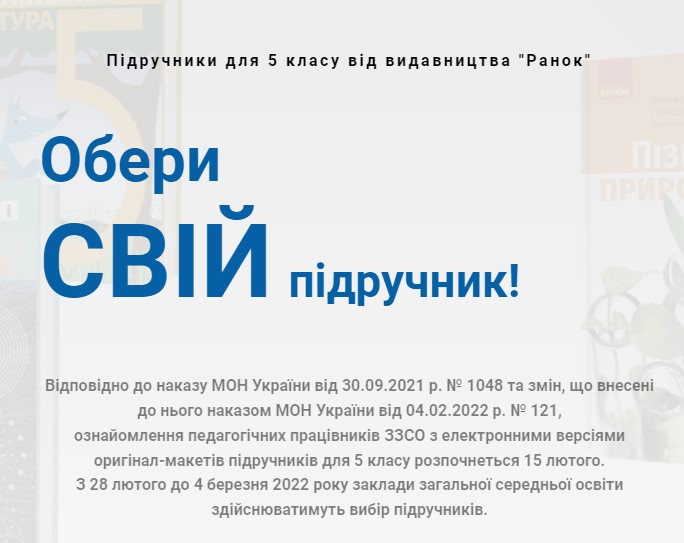 Підручники для 5 класу від видавництва "Ранок"
Обери
СВІЙ підручник!
Відповідно до наказу МОН України від 30.09.2021 р. № 1048 та змін, що внесені
до нього наказом МОН України від 04.02.2022 р. № 121,
ознайомлення педагогічних працівників ЗЗСО з електронними версіями
оригінал-макетів підручників для 5 класу розпочнеться 15 лютого.
З 28 лютого до 4 березня 2022 року заклади загальної середньої освіти
здійснюватимуть вибір підручників.
РАНОК